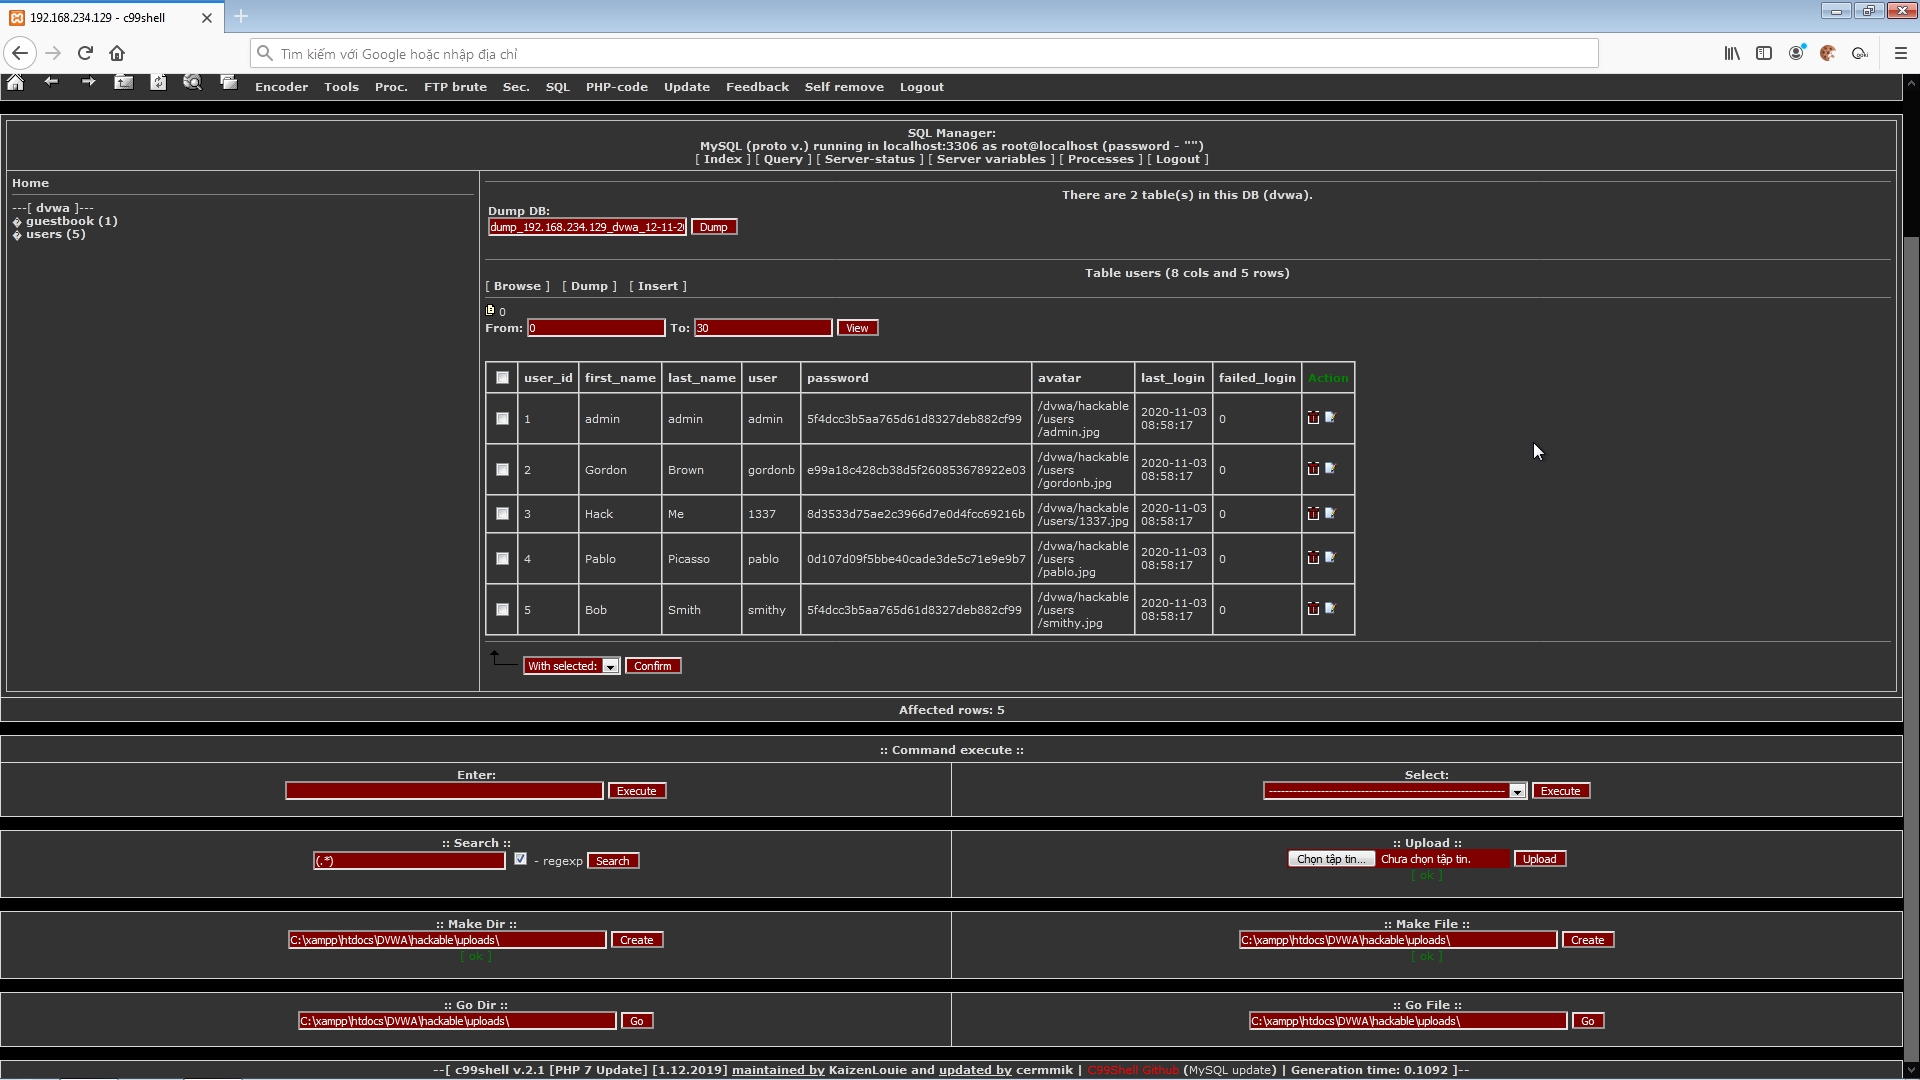 192.168.234.129 - c99shell
Tìm kiếm với Google hoặc nhập địa chỉ
Encoder Tools Proc. FTP brute Sec. SQL PHP-code Update Feedback Self remove Logout
SQL Manager:
MySQL (proto v.) running in localhost:3306 as root@localhost (password - "")
[ Index ] [ Query ] [ Server-status ] [ Server variables ] [ Processes ] [ Logout ]
Home
---[ dvwa ]---
� guestbook (1)
� users (5)
There are 2 table(s) in this DB (dvwa).
Dump DB:
dump_192.168.234.129_dvwa_12-11-20 Dump
Table users (8 cols and 5 rows)
[ Browse ] [ Dump ] [ Insert ]
0
From: 0 To: 30 View
user_id first_name last_name user password avatar last_login failed_login Action
1 admin admin admin 5f4dcc3b5aa765d61d8327deb882cf99 /dvwa/hackable/users/admin.jpg 2020-11-03 08:58:17 0
2 Gordon Brown gordonb e99a18c428cb38d5f260853678922e03 /dvwa/hackable/users/gordonb.jpg 2020-11-03 08:58:17 0
3 Hack Me 1337 8d3533d75ae2c3966d7e0d4fcc69216b /dvwa/hackable/users/1337.jpg 2020-11-03 08:58:17 0
4 Pablo Picasso pablo 0d107d09f5bbe40cade3de5c71e9e9b7 /dvwa/hackable/users/pablo.jpg 2020-11-03 08:58:17 0
5 Bob Smith smithy 5f4dcc3b5aa765d61d8327deb882cf99 /dvwa/hackable/users/smithy.jpg 2020-11-03 08:58:17 0
With selected: Confirm
Affected rows: 5
:: Command execute ::
Enter:
Execute
Select:
Execute
:: Search ::
(.*) - regexp Search
:: Upload ::
Chọn tập tin... Chưa chọn tập tin. Upload
[ ok ]
:: Make Dir ::
C:\xampp\htdocs\DVWA\hackable\uploads\ Create
[ ok ]
:: Make File ::
C:\xampp\htdocs\DVWA\hackable\uploads\ Create
[ ok ]
:: Go Dir ::
C:\xampp\htdocs\DVWA\hackable\uploads\ Go
:: Go File ::
C:\xampp\htdocs\DVWA\hackable\uploads\ Go
--[ c99shell v.2.1 [PHP 7 Update] [1.12.2019] maintained by KaizenLouie and updated by cermmik | C99Shell Github (MySQL update) | Generation time: 0.1092 ]--